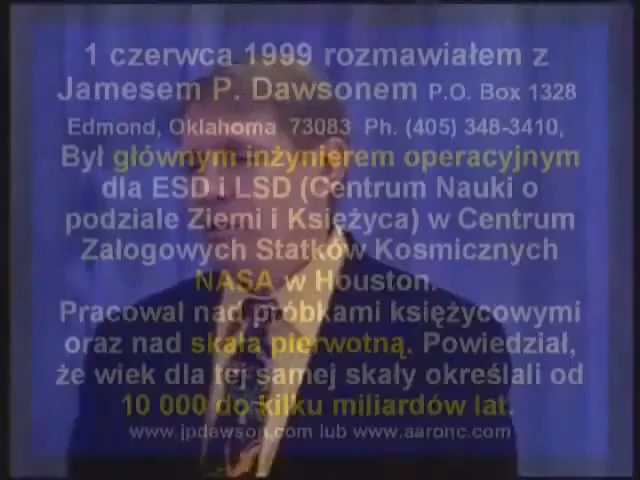 1 czerwca 1999 rozmawiałem z
Jamesem P. Dawsonem P.O. Box 1328
Edmond, Oklahoma 73083 Ph. (405) 348-3410,
Był głównym inżynierem operacyjnym
dla ESD i LSD (Centrum Nauki o
podziale Ziemi i Księżyca) w Centrum
Załogowych Statków Kosmicznych
NASA w Houston.
Pracował nad próbkami księżycowymi
oraz nad skałą pierwotną. Powiedział,
że wiek dla tej samej skały określali od
10 000 do kilku miliardów lat.
www.jpdawson.com lub www.aaronc.com